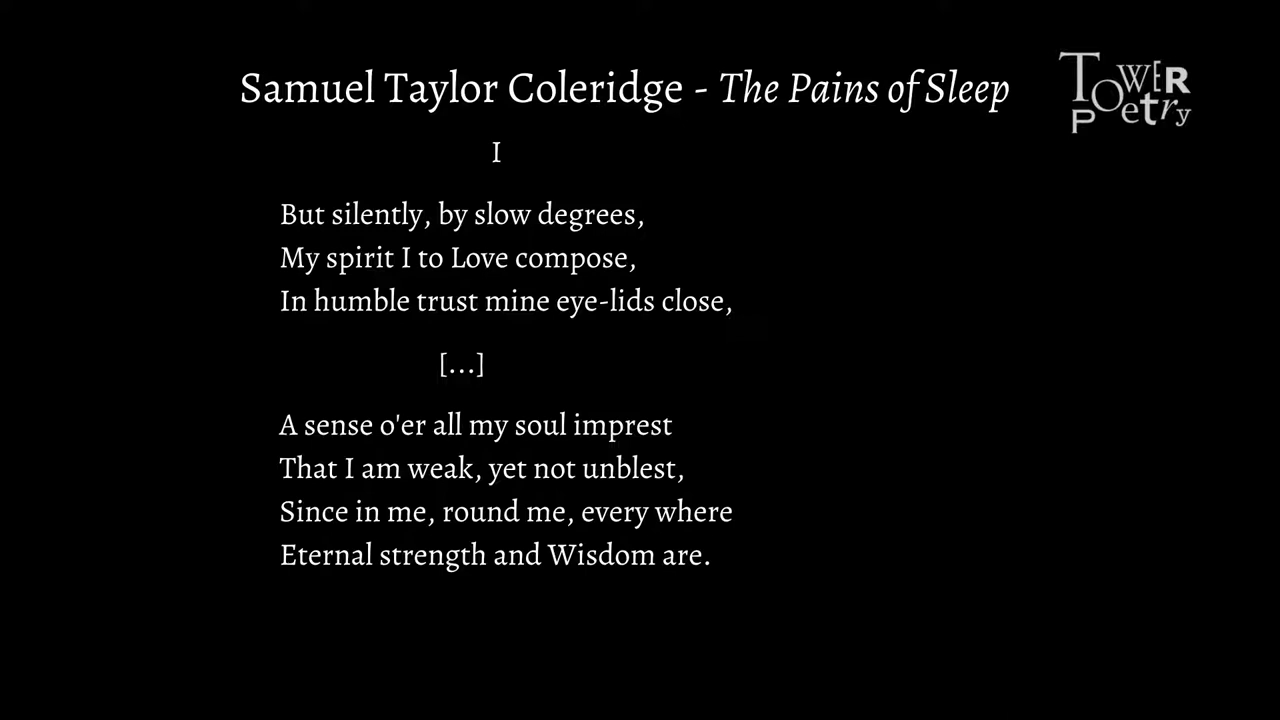 Samuel Taylor Coleridge - The Pains of Sleep
TOWER
POetry
I
But silently, by slow degrees,
My spirit I to Love compose,
In humble trust mine eye-lids close,
[...]
A sense o'er all my soul imprest
That I am weak, yet not unblest,
Since in me, round me, every where
Eternal strength and Wisdom are.